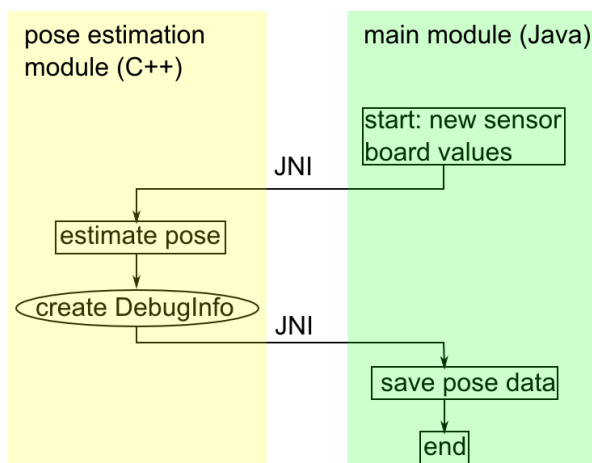 pose estimation
module (C++)
main module (Java)
start: new sensor
board values
JNI
estimate pose
create DebugInfo
JNI
save pose data
end